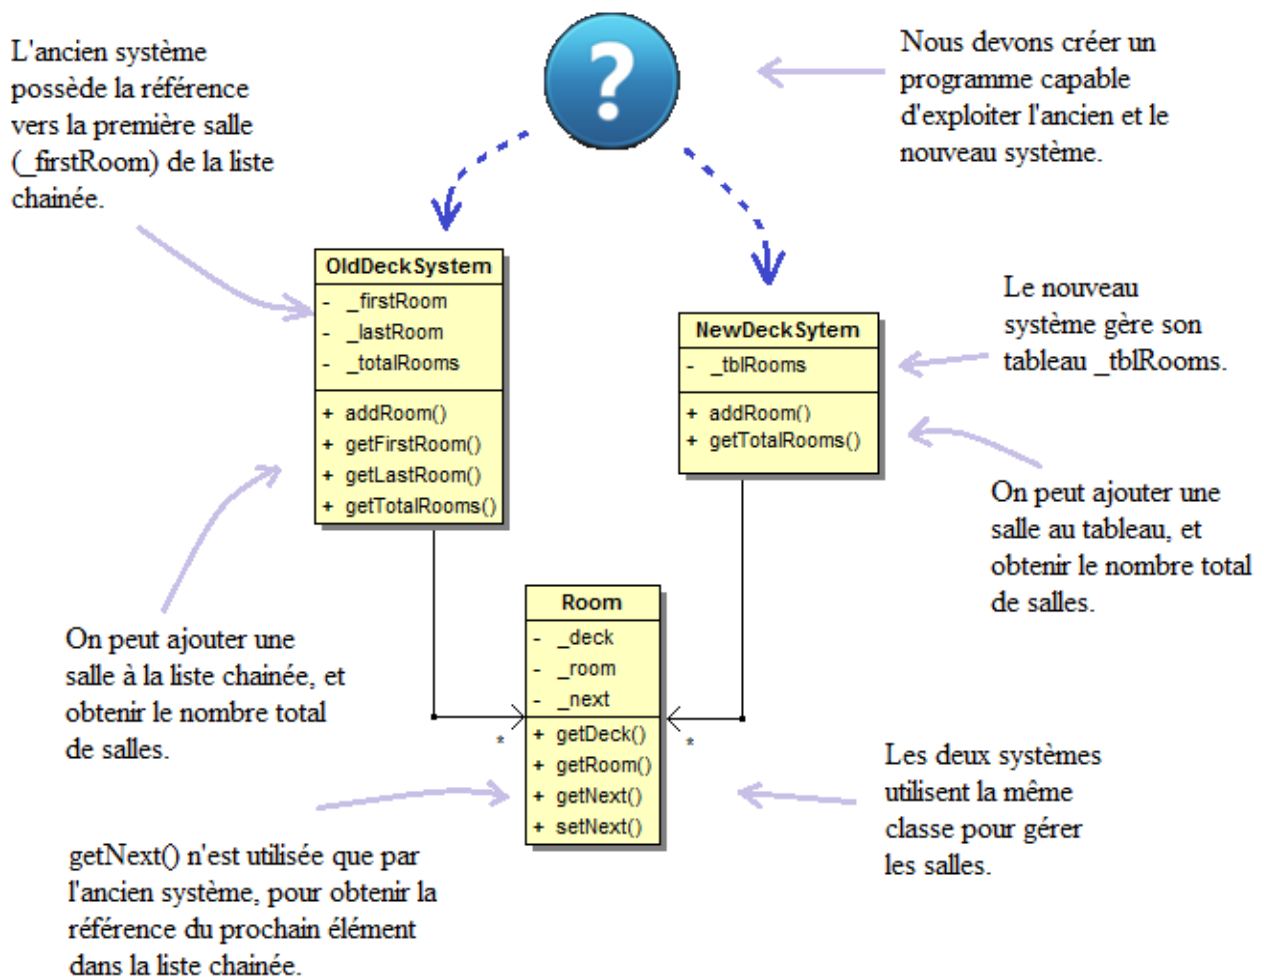 L'ancien système
possède la référence
vers la première salle
(_firstRoom) de la liste
chainée.
?
Nous devons créer un
programme capable
d'exploiter l'ancien et le
nouveau système.
OldDeckSystem
- _firstRoom
- _lastRoom
- _totalRooms
+ addRoom()
+ getFirstRoom()
+ getLastRoom()
+ getTotalRooms()
NewDeckSytem
- _tblRooms
+ addRoom()
+ getTotalRooms()
Le nouveau
système gère son
tableau _tblRooms.
On peut ajouter une
salle au tableau, et
obtenir le nombre total
de salles.
On peut ajouter une
salle à la liste chainée, et
obtenir le nombre total
de salles.
Room
- _deck
- _room
- _next
+ getDeck()
+ getRoom()
+ getNext()
+ setNext()
*
*
Les deux systèmes
utilisent la même
classe pour gérer
les salles.
getNext() n'est utilisée que par
l'ancien système, pour obtenir la
référence du prochain élément
dans la liste chainée.